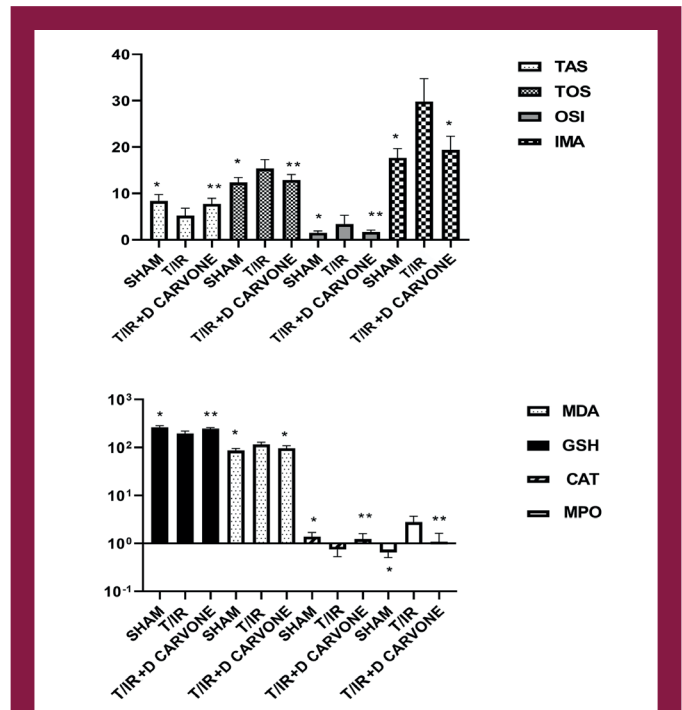 40
30
20
10
0
* ** * ** * ** * *
SHAM T/IR T/IR+D CARVONE SHAM T/IR T/IR+D CARVONE SHAM T/IR T/IR+D CARVONE SHAM T/IR T/IR+D CARVONE
TAS
TOS
OSI
IMA
10³
10²
10¹
10⁰
10⁻¹
* ** * * * ** * **
SHAM T/IR T/IR+D CARVONE SHAM T/IR T/IR+D CARVONE SHAM T/IR T/IR+D CARVONE SHAM T/IR T/IR+D CARVONE
MDA
GSH
CAT
MPO